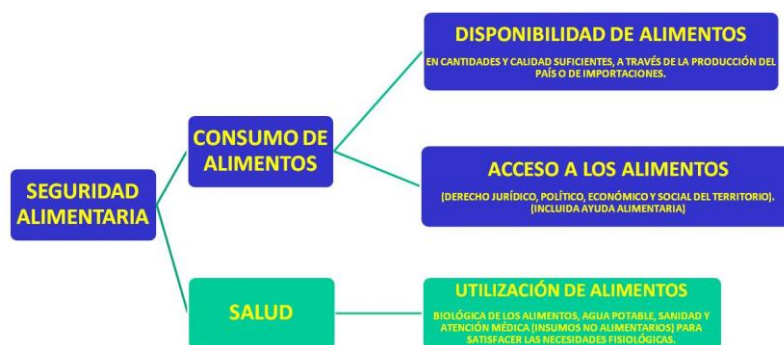 DISPONIBILIDAD DE ALIMENTOS
EN CANTIDADES Y CALIDAD SUFICIENTES, A TRAVÉS DE LA PRODUCCIÓN DEL
PAÍS O DE IMPORTACIONES.
CONSUMO DE
ALIMENTOS
ACCESO A LOS ALIMENTOS
(DERECHO JURÍDICO, POLÍTICO, ECONÓMICO Y SOCIAL DEL TERRITORIO).
(INCLUIDA AYUDA ALIMENTARIA)
SEGURIDAD
ALIMENTARIA
SALUD
UTILIZACIÓN DE ALIMENTOS
BIOLÓGICA DE LOS ALIMENTOS, AGUA POTABLE, SANIDAD Y
ATENCIÓN MÉDICA (INSUMOS NO ALIMENTARIOS) PARA
SATISFACER LAS NECESIDADES FISIOLÓGICAS.